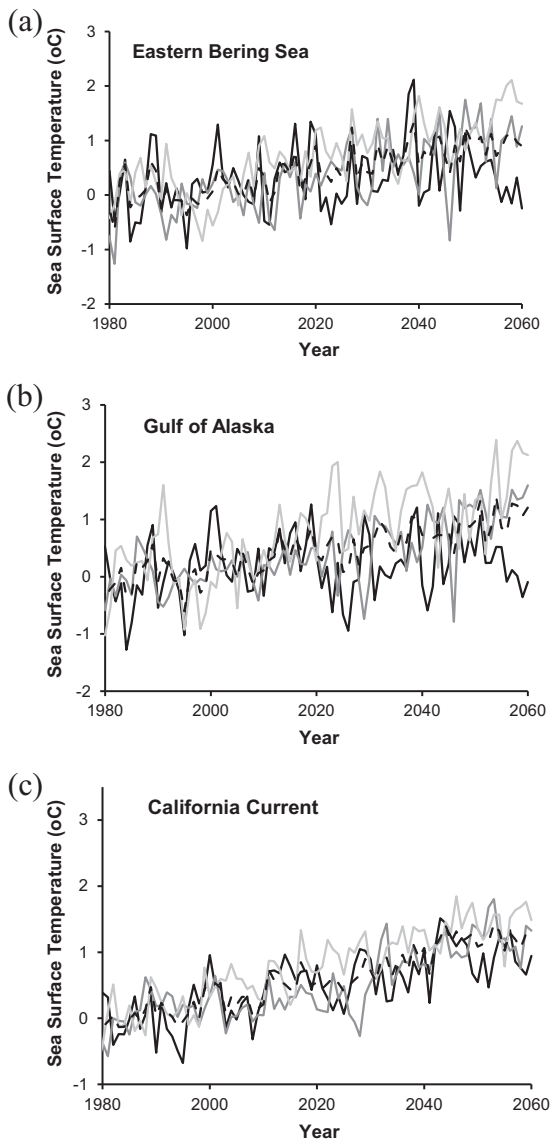 (a)
Eastern Bering Sea
Sea Surface Temperature (oC)
3
2
1
0
-1
-2
1980 2000 2020 2040 2060
Year
(b)
Gulf of Alaska
Sea Surface Temperature (oC)
3
2
1
0
-1
-2
1980 2000 2020 2040 2060
Year
(c)
California Current
Sea Surface Temperature (oC)
3
2
1
0
-1
1980 2000 2020 2040 2060
Year